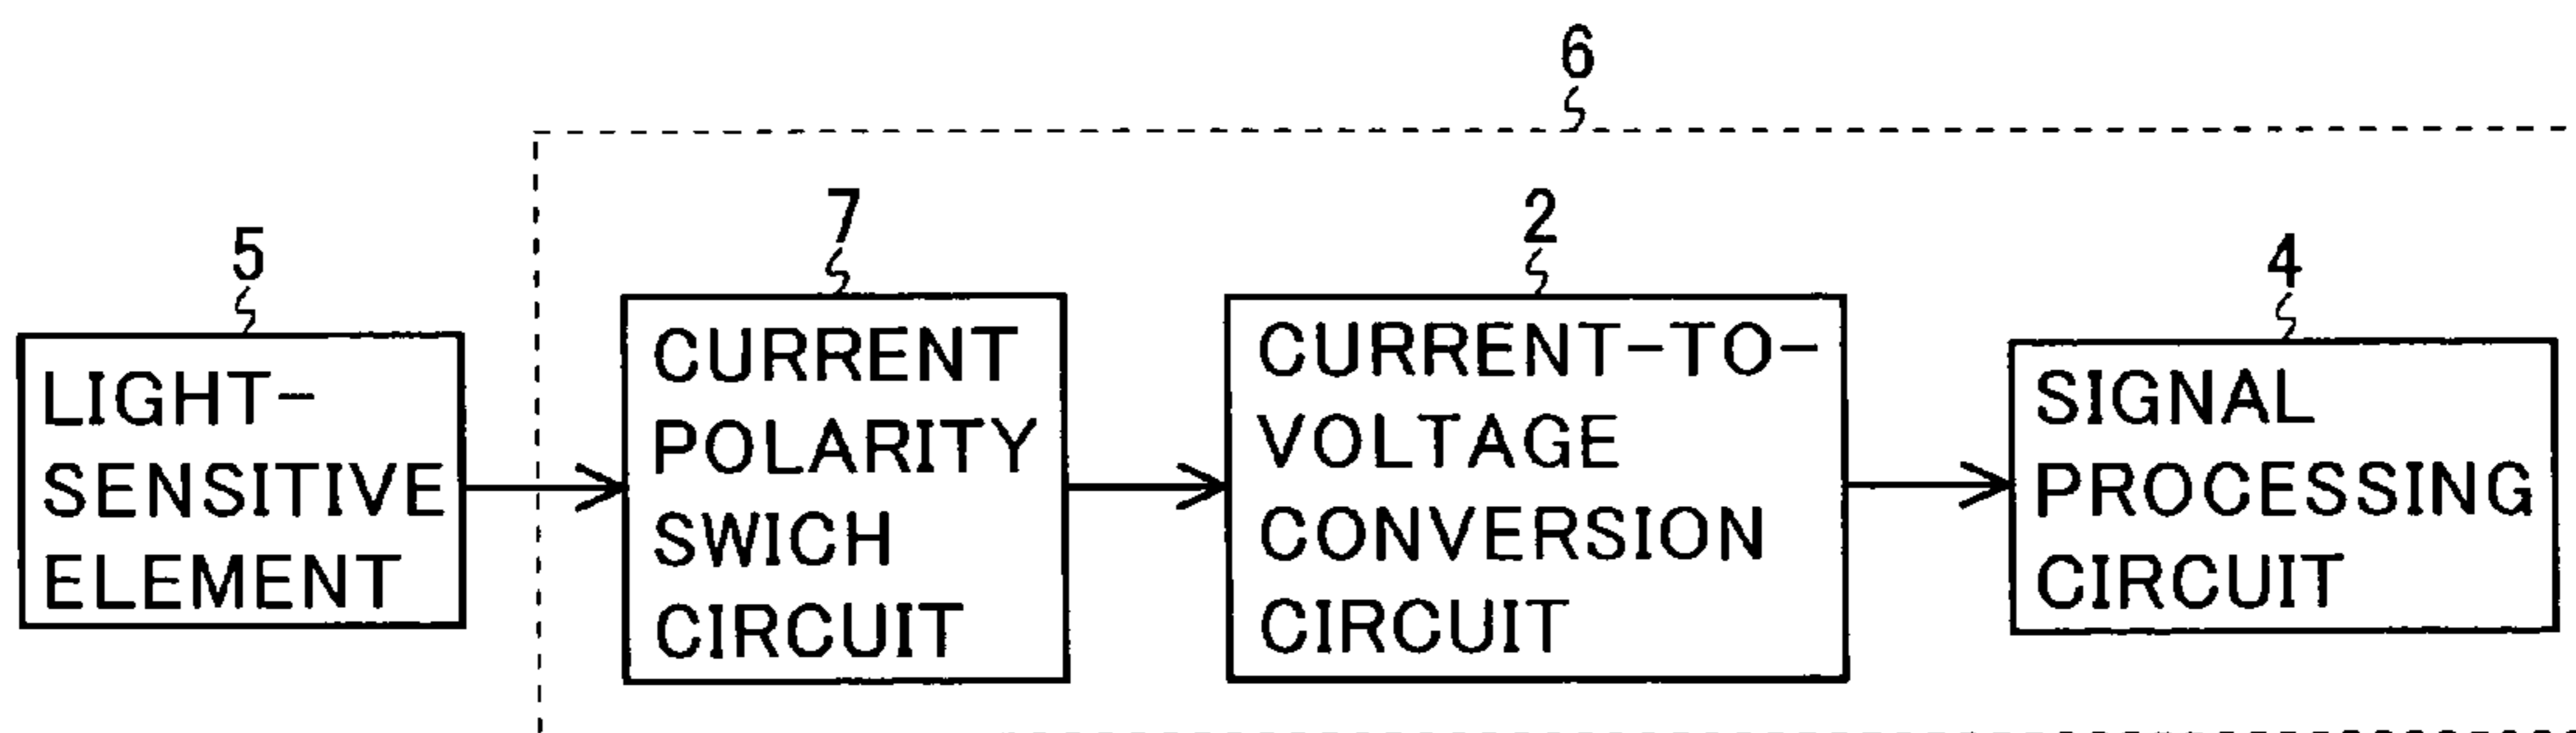 6
5
LIGHT-
SENSITIVE
ELEMENT
7
CURRENT
POLARITY
SWICH
CIRCUIT
2
CURRENT-TO-
VOLTAGE
CONVERSION
CIRCUIT
4
SIGNAL
PROCESSING
CIRCUIT